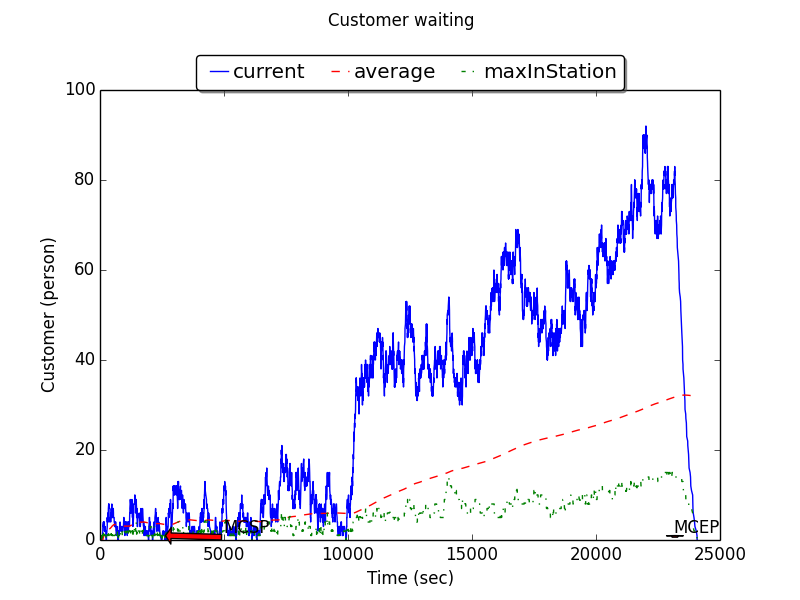 Customer waiting
current average maxInStation
100
80
60
40
20
0
Customer (person)
MCSP
MCEP
0 5000 10000 15000 20000 25000
Time (sec)